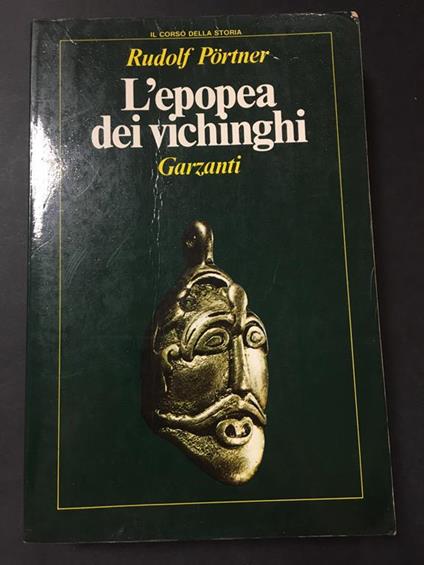 IL CORSO DELLA STORIA
Rudolf Pörtner
L'epopea
dei vichinghi
Garzanti